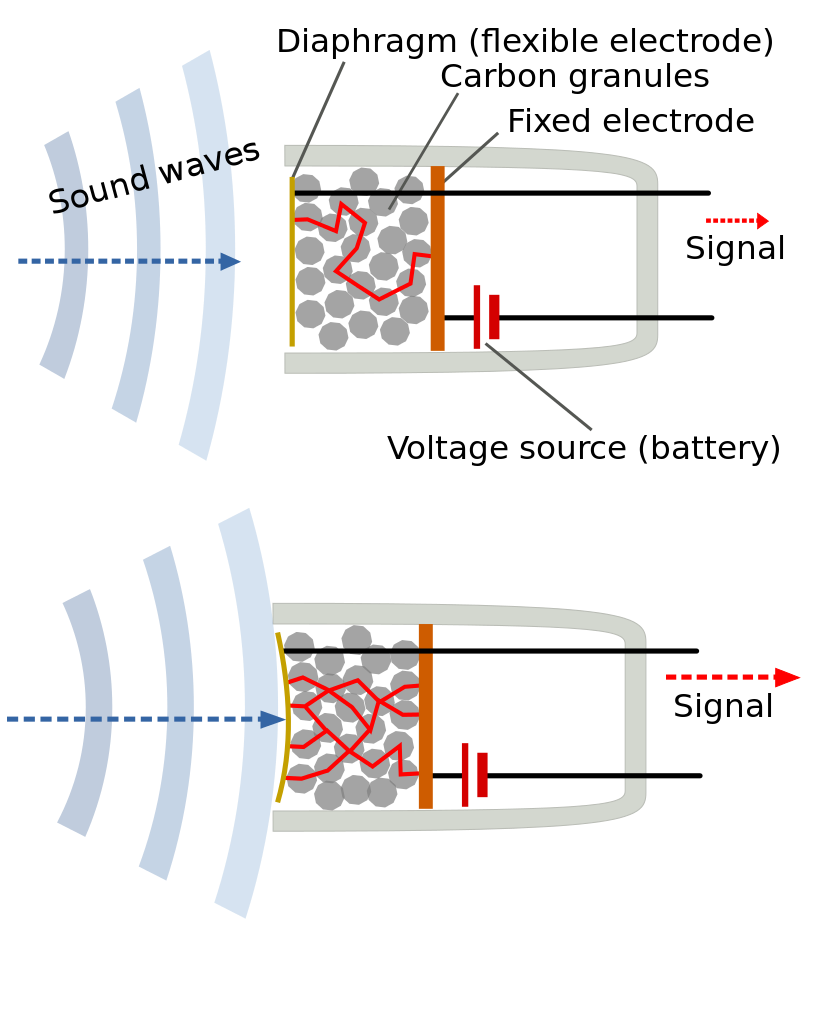 Diaphragm (flexible electrode)
Carbon granules
Fixed electrode
Sound waves
Signal
Voltage source (battery)
Signal